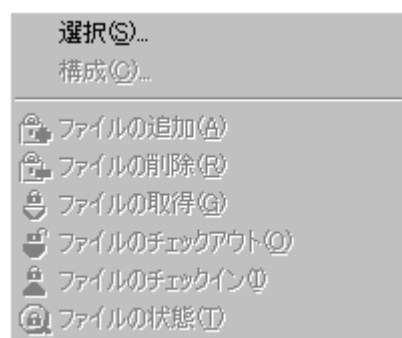 選択(S)...
構成(C)...
ファイルの追加(A)
ファイルの削除(R)
ファイルの取得(G)
ファイルのチェックアウト(O)
ファイルのチェックイン(I)
ファイルの状態(T)